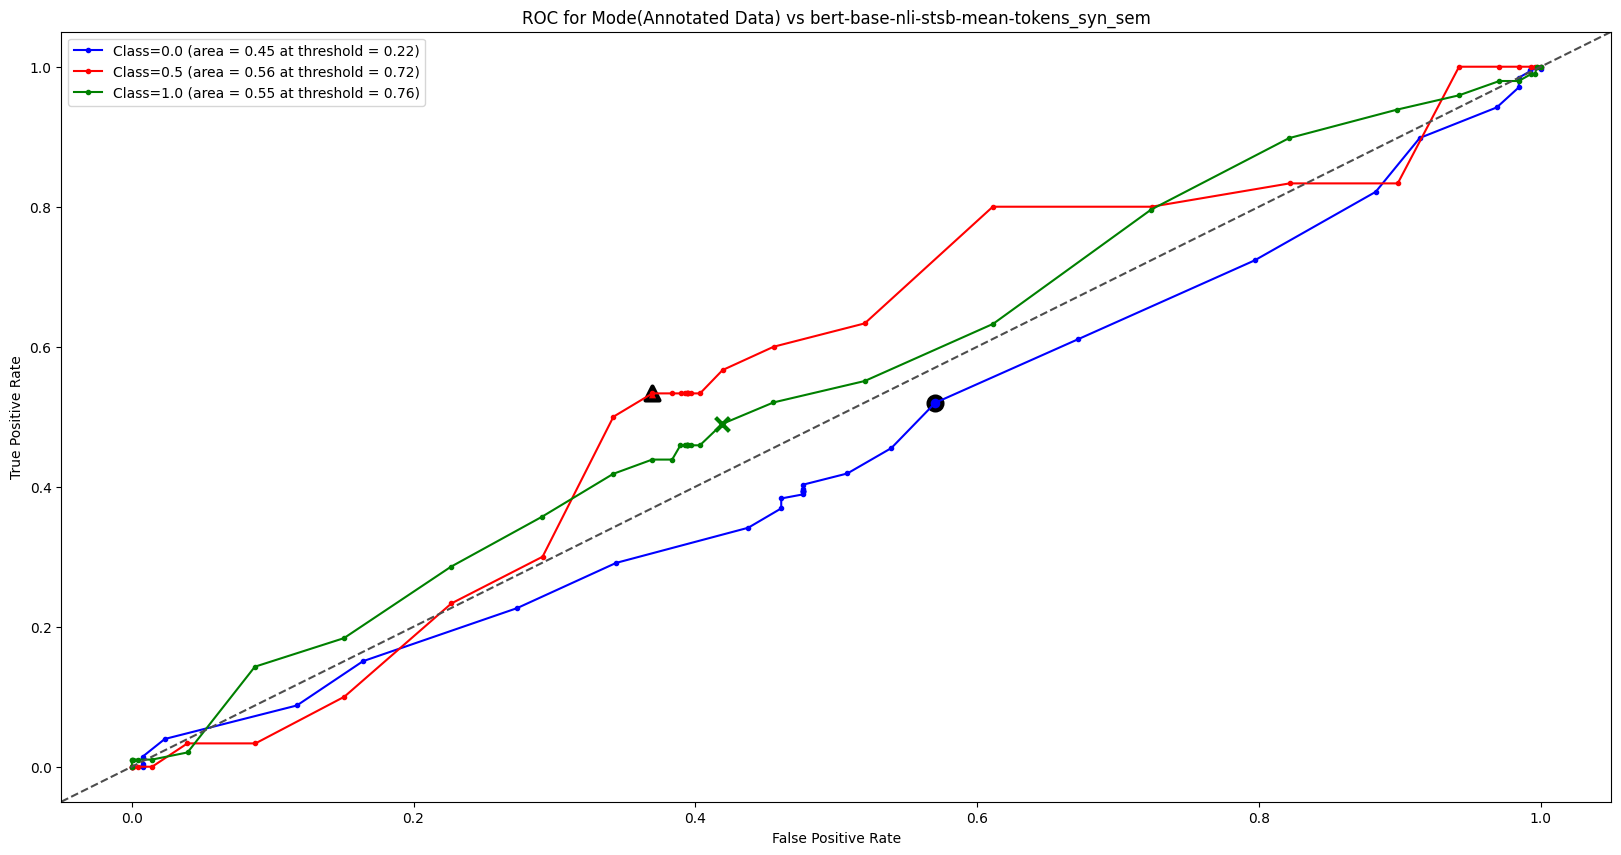 ROC for Mode(Annotated Data) vs bert-base-nli-stsb-mean-tokens_syn_sem
Class=0.0 (area = 0.45 at threshold = 0.22)
Class=0.5 (area = 0.56 at threshold = 0.72)
Class=1.0 (area = 0.55 at threshold = 0.76)
1.0
0.8
0.6
0.4
0.2
0.0
True Positive Rate
0.0 0.2 0.4 0.6 0.8 1.0
False Positive Rate